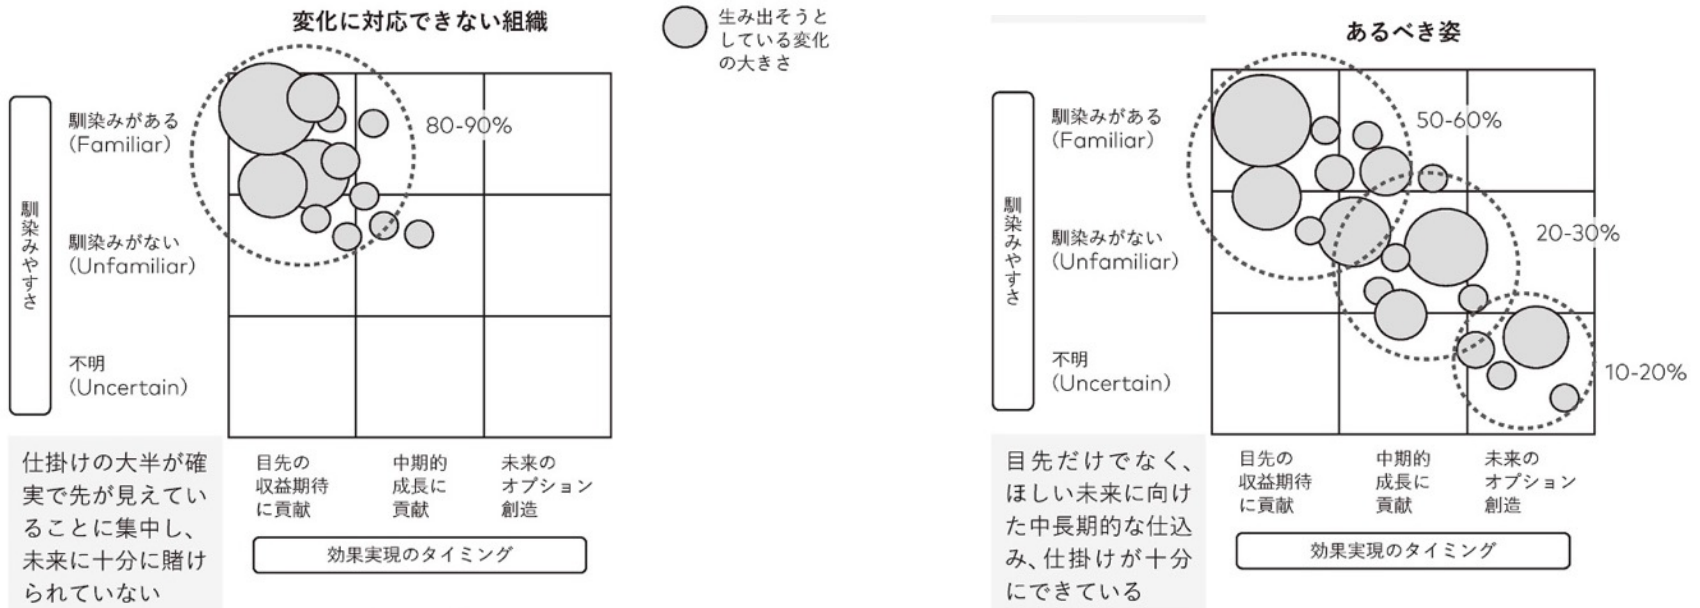 変化に対応できない組織
生み出そうと
している変化
の大きさ
馴染みやすさ
馴染みがある
(Familiar)
馴染みがない
(Unfamiliar)
不明
(Uncertain)
80-90%
仕掛けの大半が確
実で先が見えてい
ることに集中し、
未来に十分に賭け
られていない
目先の
収益期待
に貢献
中期的
成長に
貢献
未来の
オプション
創造
効果実現のタイミング
あるべき姿
馴染みやすさ
馴染みがある
(Familiar)
馴染みがない
(Unfamiliar)
不明
(Uncertain)
50-60%
20-30%
10-20%
目先だけでなく、
ほしい未来に向け
た中長期的な仕込
み、仕掛けが十分
にできている
目先の
収益期待
に貢献
中期的
成長に
貢献
未来の
オプション
創造
効果実現のタイミング